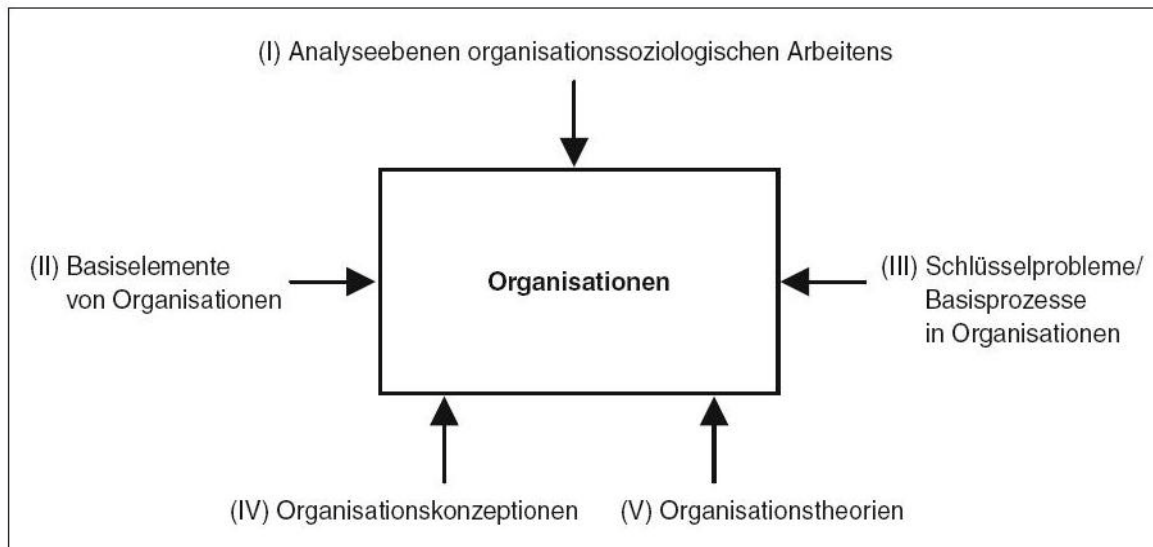 (I) Analyseebenen organisationssoziologischen Arbeitens
(II) Basiselemente
von Organisationen
Organisationen
(III) Schlüsselprobleme/
Basisprozesse
in Organisationen
(IV) Organisationskonzeptionen
(V) Organisationstheorien